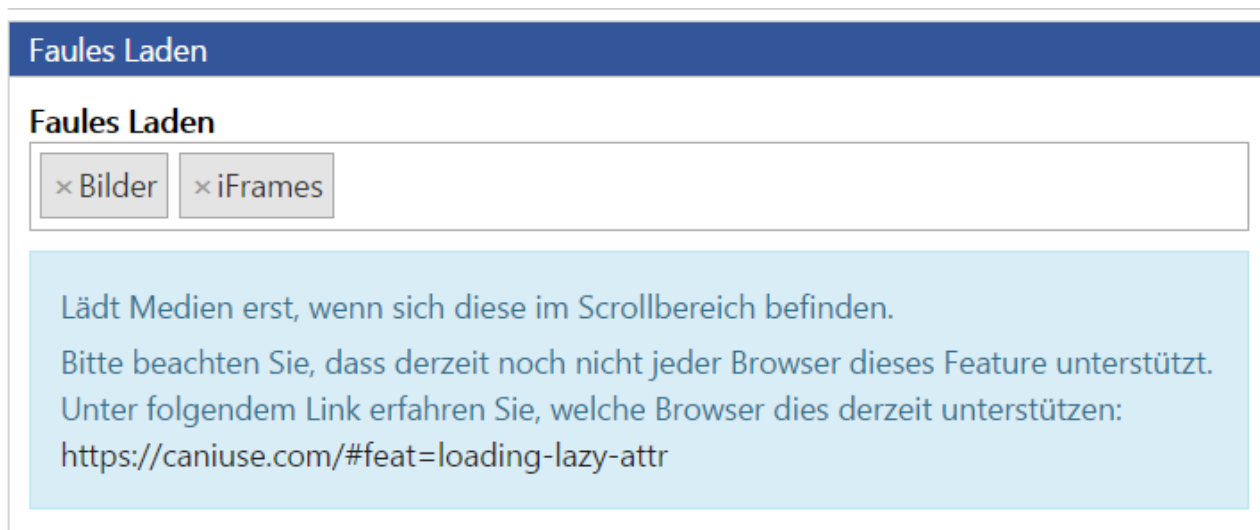 Faules Laden
Faules Laden
×Bilder ×iFrames
Lädt Medien erst, wenn sich diese im Scrollbereich befinden.
Bitte beachten Sie, dass derzeit noch nicht jeder Browser dieses Feature unterstützt.
Unter folgendem Link erfahren Sie, welche Browser dies derzeit unterstützen:
https://caniuse.com/#feat=loading-lazy-attr